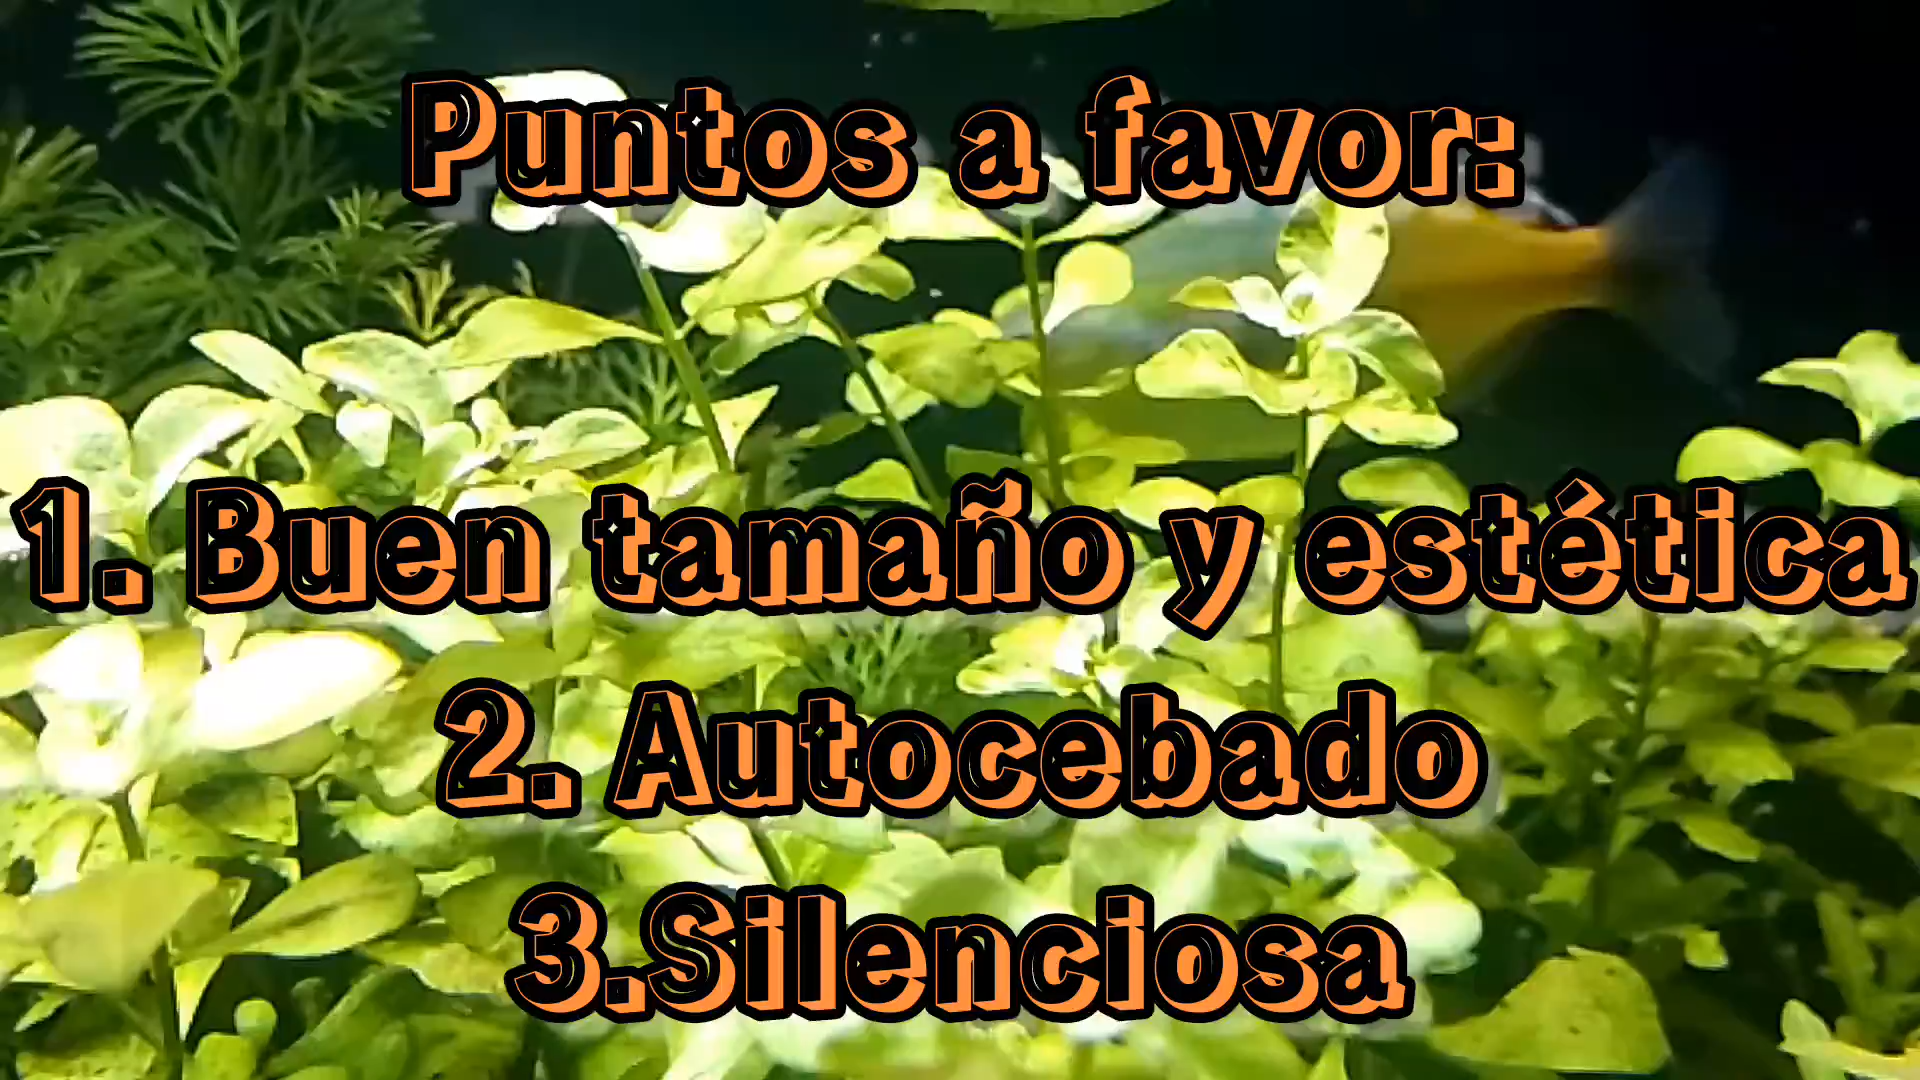 Puntos a favor:
1. Buen tamaño y estética
2. Autocebado
3.Silenciosa